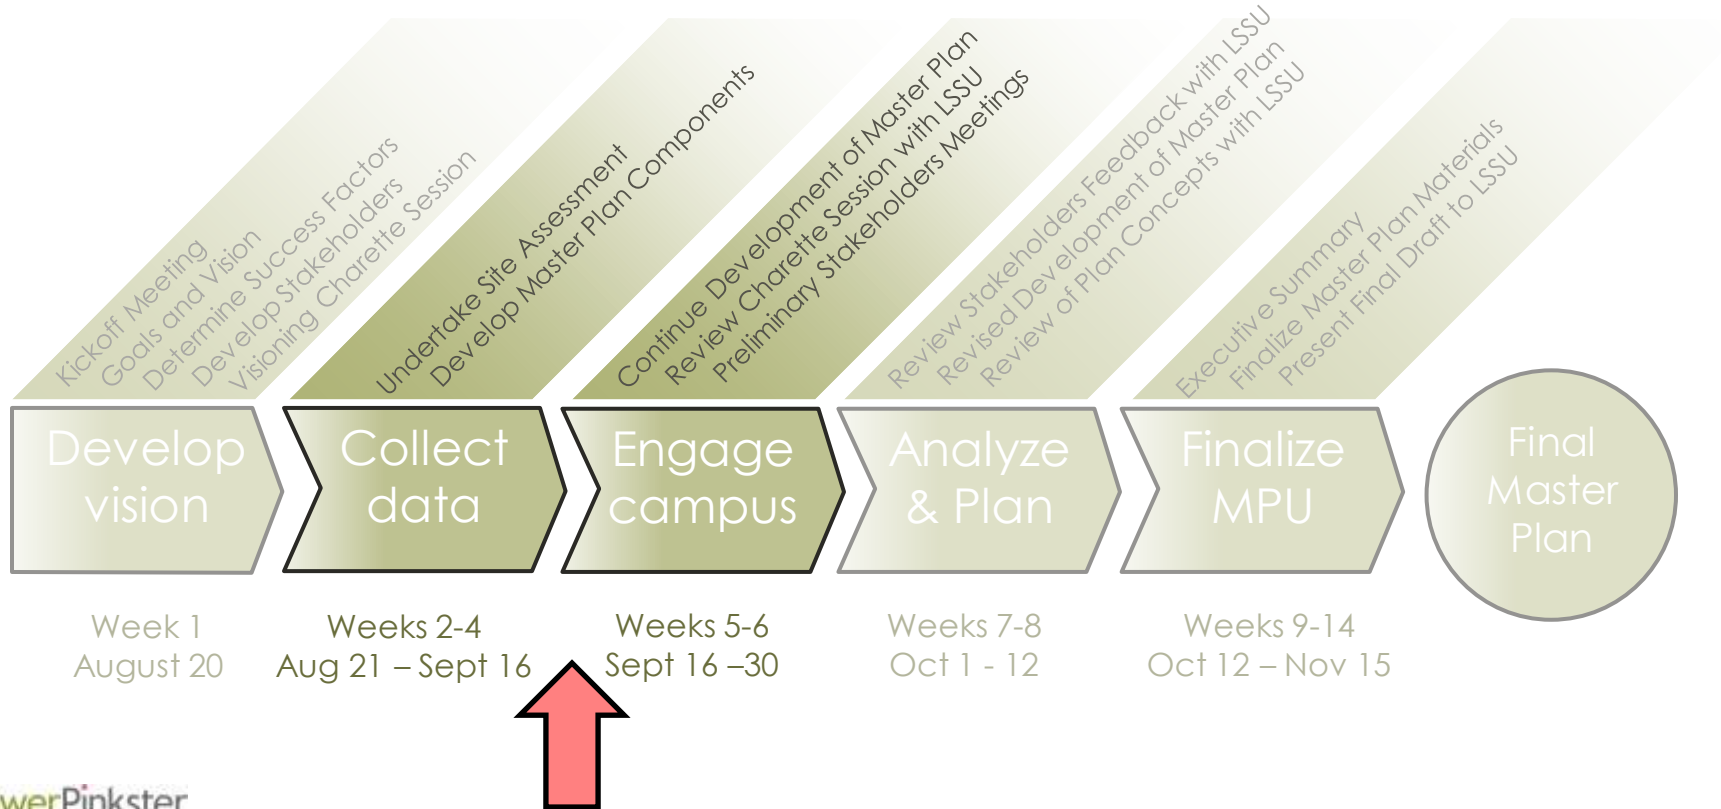 Kickoff Meeting
Goals and Vision
Determine Success Factors
Develop Stakeholders
Visioning Charette Session
Undertake Site Assessment
Develop Master Plan Components
Continue Development of Master Plan
Review Charette Session with LSSU
Preliminary Stakeholders Meetings
Review Stakeholders Feedback with LSSU
Revised Development of Master Plan
Review of Plan Concepts with LSSU
Executive Summary
Finalize Master Plan Materials
Present Final Draft to LSSU
Develop
vision
Collect
data
Engage
campus
Analyze
& Plan
Finalize
MPU
Final
Master
Plan
Week 1
August 20
Weeks 2-4
Aug 21 – Sept 16
Weeks 5-6
Sept 16 –30
Weeks 7-8
Oct 1 - 12
Weeks 9-14
Oct 12 – Nov 15
werPinkster